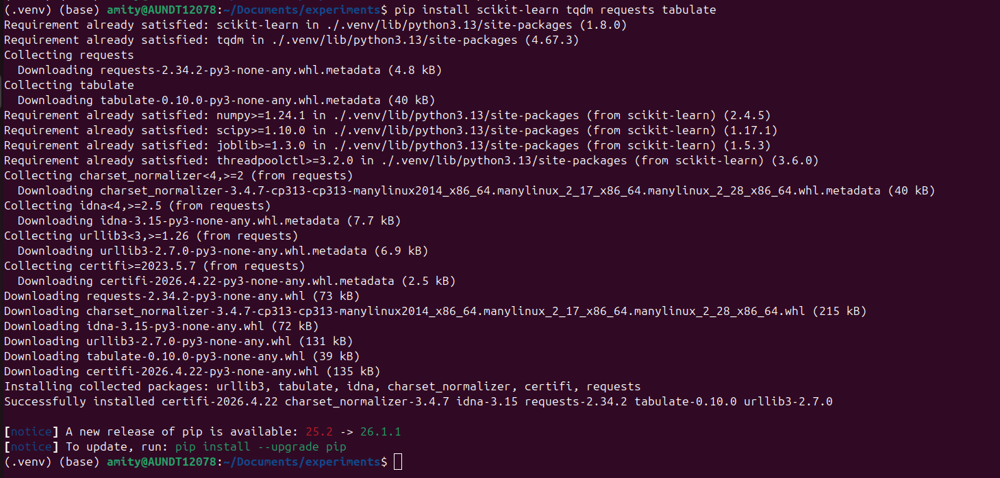 (.venv) (base) amity@AUNDT12078:~/Documents/experiments$ pip install scikit-learn tqdm requests tabulate
Requirement already satisfied: scikit-learn in ./.venv/lib/python3.13/site-packages (1.8.0)
Requirement already satisfied: tqdm in ./.venv/lib/python3.13/site-packages (4.67.3)
Collecting requests
  Downloading requests-2.34.2-py3-none-any.whl.metadata (4.8 kB)
Collecting tabulate
  Downloading tabulate-0.10.0-py3-none-any.whl.metadata (40 kB)
Requirement already satisfied: numpy>=1.24.1 in ./.venv/lib/python3.13/site-packages (from scikit-learn) (2.4.5)
Requirement already satisfied: scipy>=1.10.0 in ./.venv/lib/python3.13/site-packages (from scikit-learn) (1.17.1)
Requirement already satisfied: joblib>=1.3.0 in ./.venv/lib/python3.13/site-packages (from scikit-learn) (1.5.3)
Requirement already satisfied: threadpoolctl>=3.2.0 in ./.venv/lib/python3.13/site-packages (from scikit-learn) (3.6.0)
Collecting charset_normalizer<4,>=2 (from requests)
  Downloading charset_normalizer-3.4.7-cp313-cp313-manylinux2014_x86_64.manylinux_2_17_x86_64.manylinux_2_28_x86_64.whl.metadata (40 kB)
Collecting idna<4,>=2.5 (from requests)
  Downloading idna-3.15-py3-none-any.whl.metadata (7.7 kB)
Collecting urllib3<3,>=1.26 (from requests)
  Downloading urllib3-2.7.0-py3-none-any.whl.metadata (6.9 kB)
Collecting certifi>=2023.5.7 (from requests)
  Downloading certifi-2026.4.22-py3-none-any.whl.metadata (2.5 kB)
Downloading requests-2.34.2-py3-none-any.whl (73 kB)
Downloading charset_normalizer-3.4.7-cp313-cp313-manylinux2014_x86_64.manylinux_2_17_x86_64.manylinux_2_28_x86_64.whl (215 kB)
Downloading idna-3.15-py3-none-any.whl (72 kB)
Downloading urllib3-2.7.0-py3-none-any.whl (131 kB)
Downloading tabulate-0.10.0-py3-none-any.whl (39 kB)
Downloading certifi-2026.4.22-py3-none-any.whl (135 kB)
Installing collected packages: urllib3, tabulate, idna, charset_normalizer, certifi, requests
Successfully installed certifi-2026.4.22 charset_normalizer-3.4.7 idna-3.15 requests-2.34.2 tabulate-0.10.0 urllib3-2.7.0

[notice] A new release of pip is available: 25.2 -> 26.1.1
[notice] To update, run: pip install --upgrade pip
(.venv) (base) amity@AUNDT12078:~/Documents/experiments$